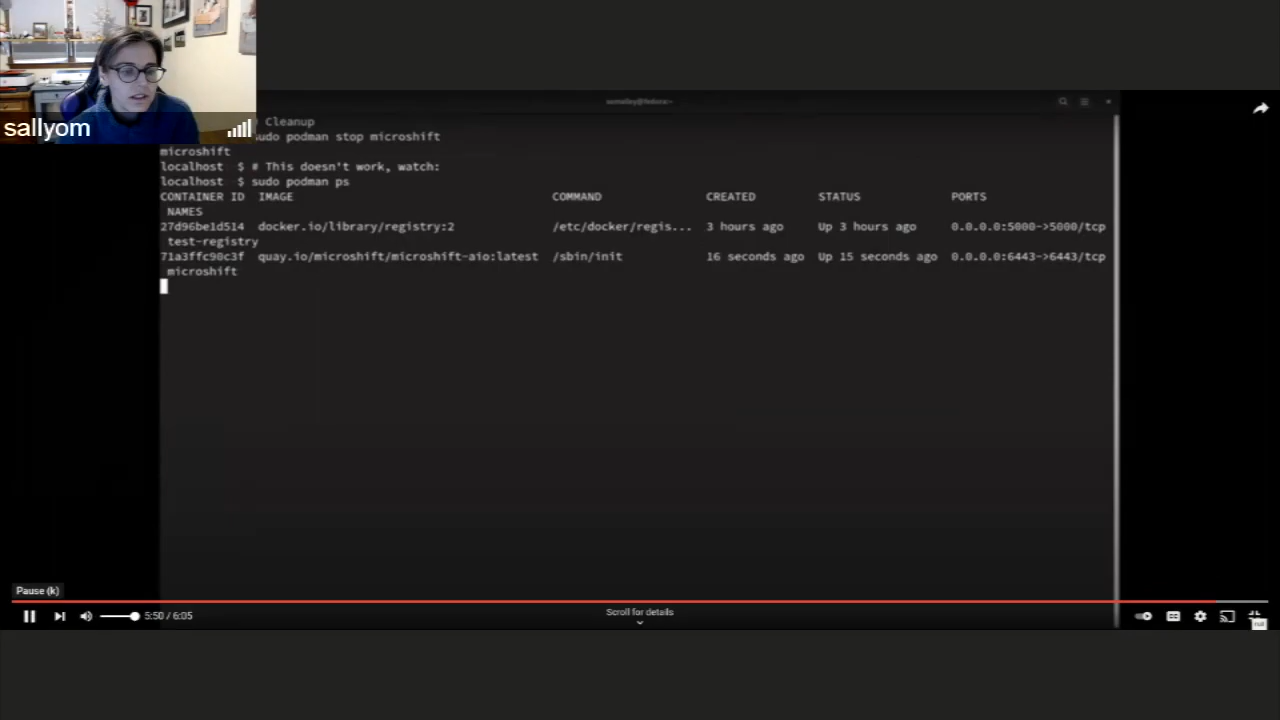 sallyom
Cleanup
sudo podman stop microshift
microshift
localhost $ # This doesn't work, watch:
localhost $ sudo podman ps
CONTAINER ID IMAGE COMMAND CREATED STATUS PORTS
NAMES
27d96be1d514 docker.io/library/registry:2 /etc/docker/regis... 3 hours ago Up 3 hours ago 0.0.0.0:5000->5000/tcp
test-registry
71a3ffc90c3f quay.io/microshift/microshift-aio:latest /sbin/init 16 seconds ago Up 15 seconds ago 0.0.0.0:6443->6443/tcp
microshift
Pause (k)
5:50 / 6:05
Scroll for details